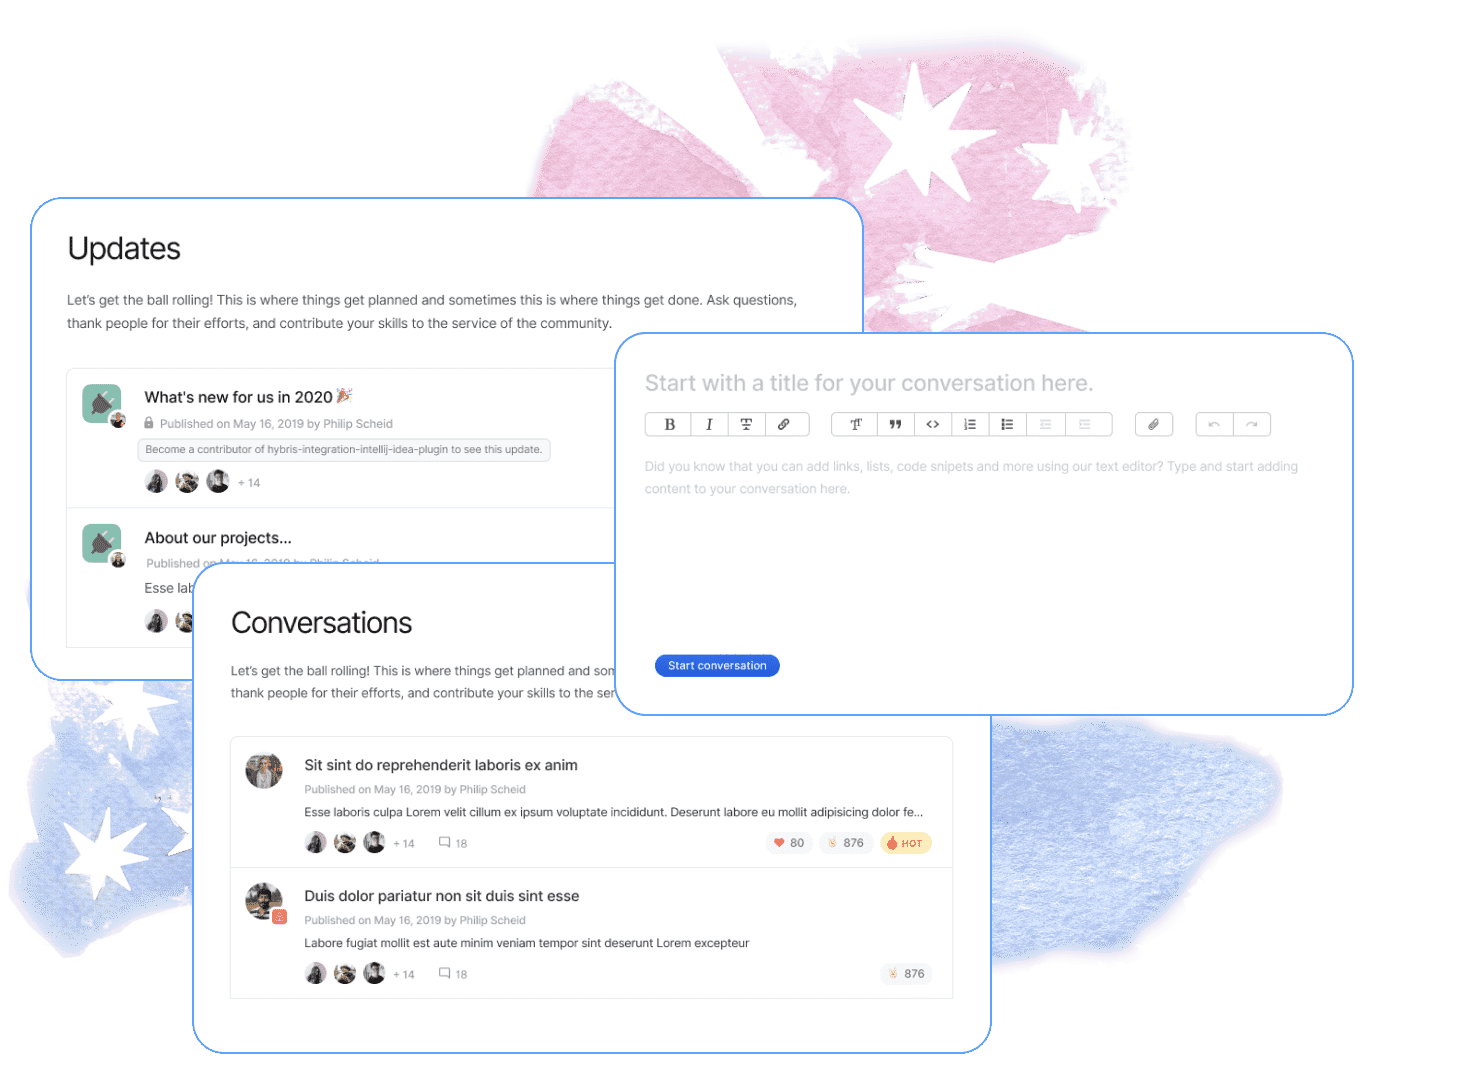 Updates
Let's get the ball rolling! This is where things get planned and sometimes this is where things get done. Ask questions,
thank people for their efforts, and contribute your skills to the service of the community.
What's new for us in 2020 🎉
Published on May 16, 2019 by Philip Scheid
Become a contributor of hybris-integration-intellij-idea-plugin to see this update.
+ 14
About our projects...
Published on May 16, 2019 by Philip Scheid
Esse lab
Start with a title for your conversation here.
B I T TT
Did you know that you can add links, lists, code snipets and more using our text editor? Type and start adding
content to your conversation here.
Start conversation
Conversations
Let's get the ball rolling! This is where things get planned and som
thank people for their efforts, and contribute your skills to the ser
Sit sint do reprehenderit laboris ex anim
Published on May 16, 2019 by Philip Scheid
Esse laboris culpa Lorem velit cillum ex ipsum voluptate incididunt. Deserunt labore eu mollit adipisicing dolor fe...
+ 14 18 80 876 HOT
Duis dolor pariatur non sit duis sint esse
Published on May 16, 2019 by Philip Scheid
Labore fugiat mollit est aute minim veniam tempor sint deserunt Lorem excepteur
+ 14 18 876